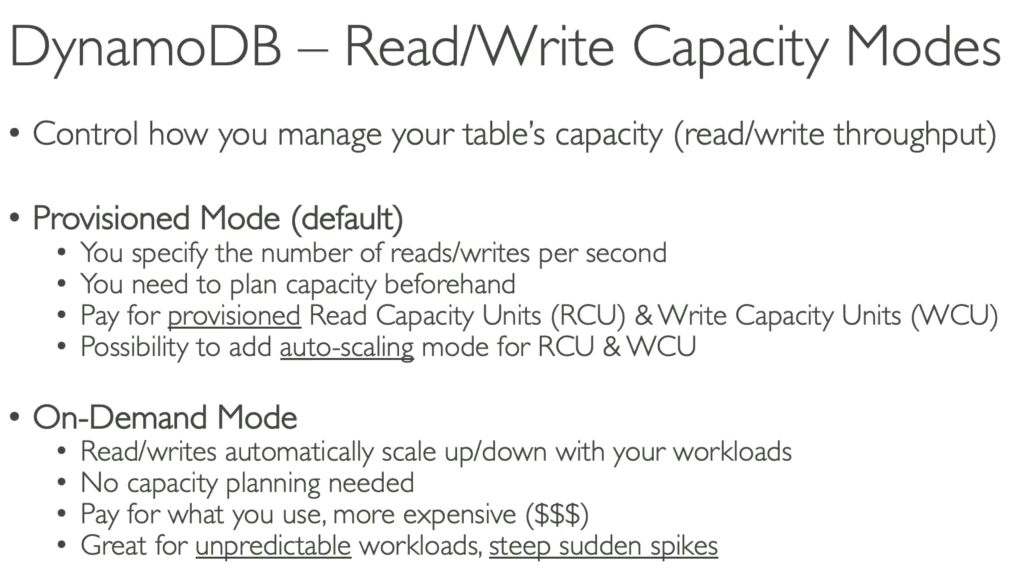 DynamoDB – Read/Write Capacity Modes
• Control how you manage your table's capacity (read/write throughput)
• Provisioned Mode (default)
• You specify the number of reads/writes per second
• You need to plan capacity beforehand
• Pay for provisioned Read Capacity Units (RCU) & Write Capacity Units (WCU)
• Possibility to add auto-scaling mode for RCU & WCU
• On-Demand Mode
• Read/writes automatically scale up/down with your workloads
• No capacity planning needed
• Pay for what you use, more expensive ($$$)
• Great for unpredictable workloads, steep sudden spikes